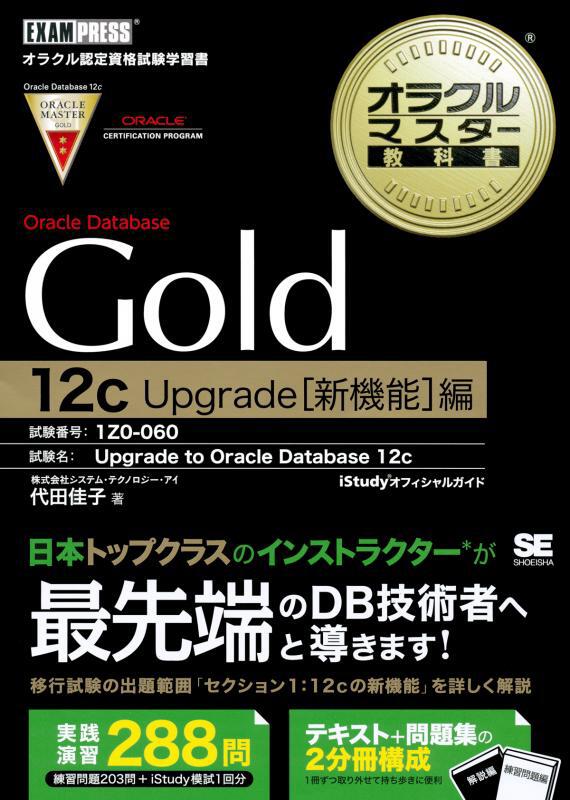 EXAMPRESS®
オラクル認定資格試験学習書
Oracle Database 12c
ORACLE
MASTER
GOLD
ORACLE®
CERTIFICATION PROGRAM
®
オラクル
マスター
教科書
Oracle Database
Gold
12c Upgrade[新機能]編
試験番号: 1Z0-060
試験名: Upgrade to Oracle Database 12c
株式会社システム・テクノロジー・アイ
代田佳子 著
iStudy®オフィシャルガイド
日本トップクラスのインストラクター*が
SE
SHOEISHA
最先端のDB技術者へ
と導きます!
移行試験の出題範囲「セクション1:12cの新機能」を詳しく解説
実践
演習
288問
練習問題203問+iStudy模試1回分
テキスト+問題集の
2分冊構成
1冊ずつ取り外せて持ち歩きに便利
解説編
練習問題編